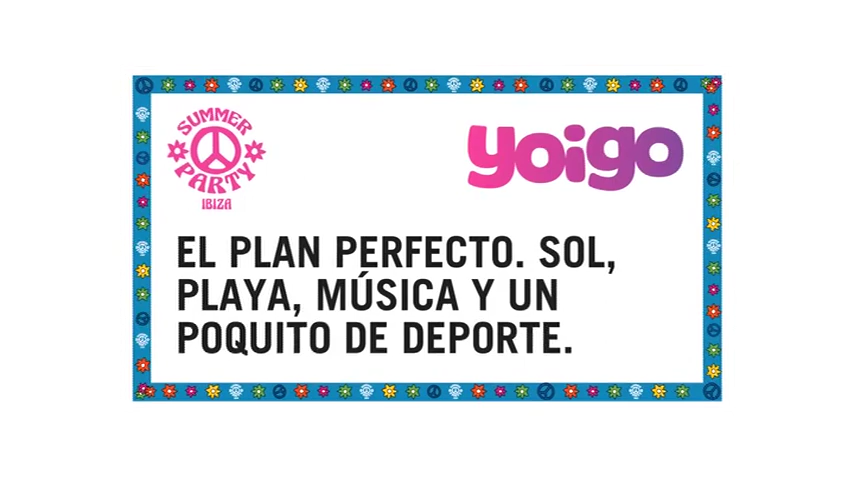 SUMMER
PARTY
IBIZA
yoigo
EL PLAN PERFECTO. SOL,
PLAYA, MÚSICA Y UN
POQUITO DE DEPORTE.